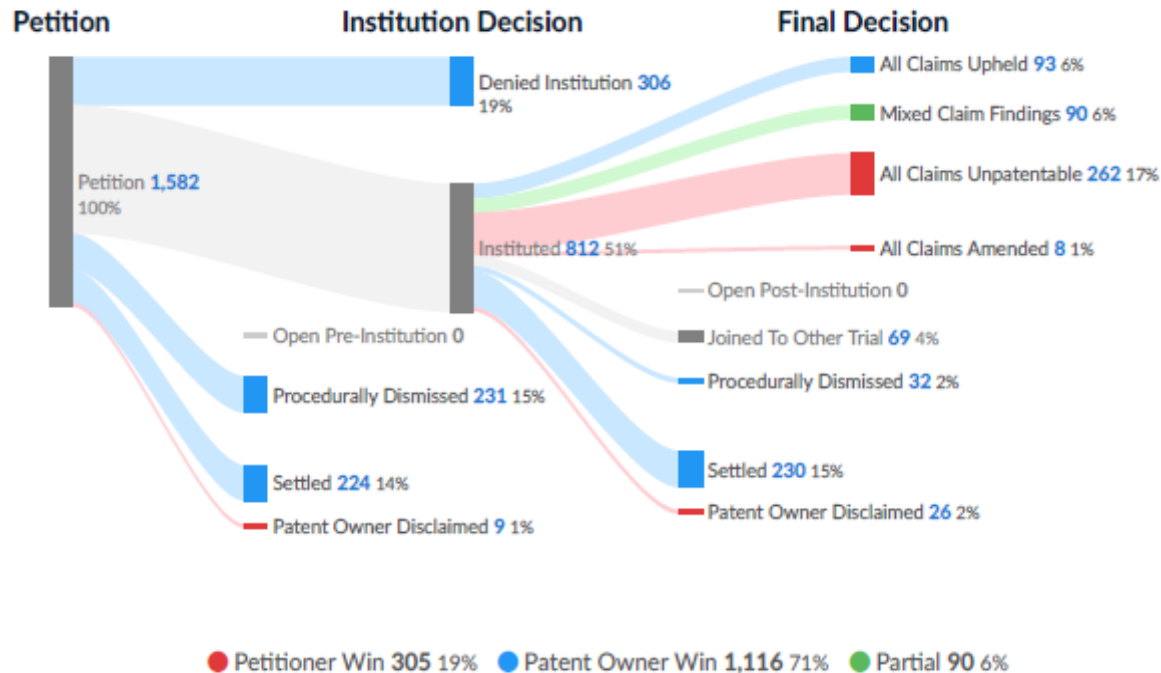 Petition
Institution Decision
Final Decision
Denied Institution 306
19%
All Claims Upheld 93 6%
Mixed Claim Findings 90 6%
Petition 1,582
100%
All Claims Unpatentable 262 17%
Instituted 812 51%
All Claims Amended 8 1%
Open Post-Institution 0
Open Pre-Institution 0
Joined To Other Trial 69 4%
Procedurally Dismissed 231 15%
Procedurally Dismissed 32 2%
Settled 224 14%
Settled 230 15%
Patent Owner Disclaimed 9 1%
Patent Owner Disclaimed 26 2%
Petitioner Win 305 19%
Patent Owner Win 1,116 71%
Partial 90 6%